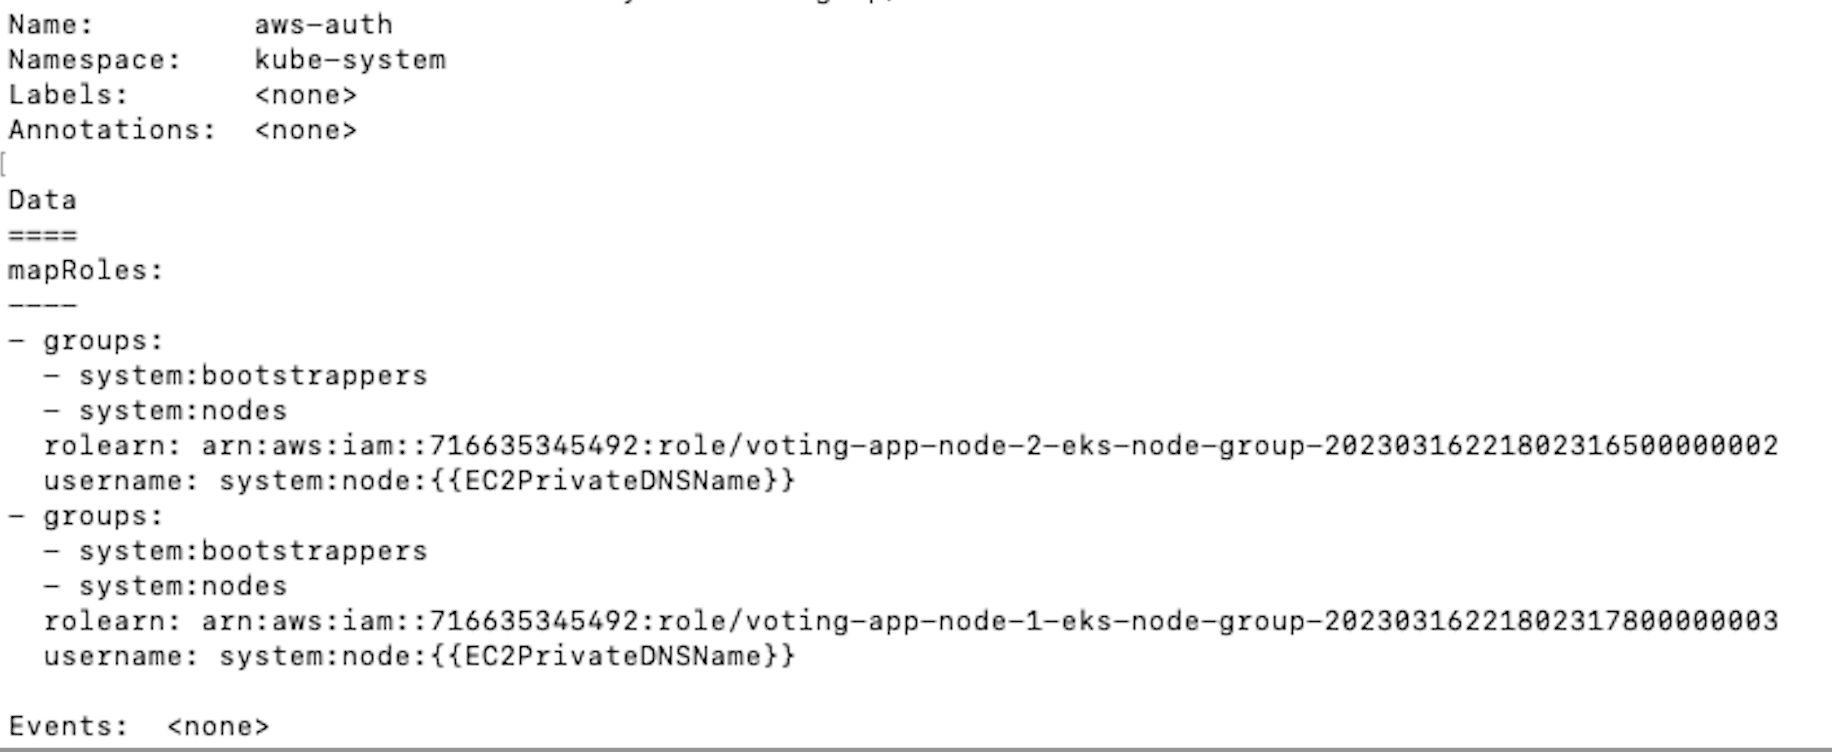 Name:         aws-auth
Namespace:    kube-system
Labels:       <none>
Annotations:  <none>
[
Data
====
mapRoles:
----
- groups:
  - system:bootstrappers
  - system:nodes
  rolearn: arn:aws:iam::716635345492:role/voting-app-node-2-eks-node-group-20230316221802316500000002
  username: system:node:{{EC2PrivateDNSName}}
- groups:
  - system:bootstrappers
  - system:nodes
  rolearn: arn:aws:iam::716635345492:role/voting-app-node-1-eks-node-group-20230316221802317800000003
  username: system:node:{{EC2PrivateDNSName}}
Events:  <none>